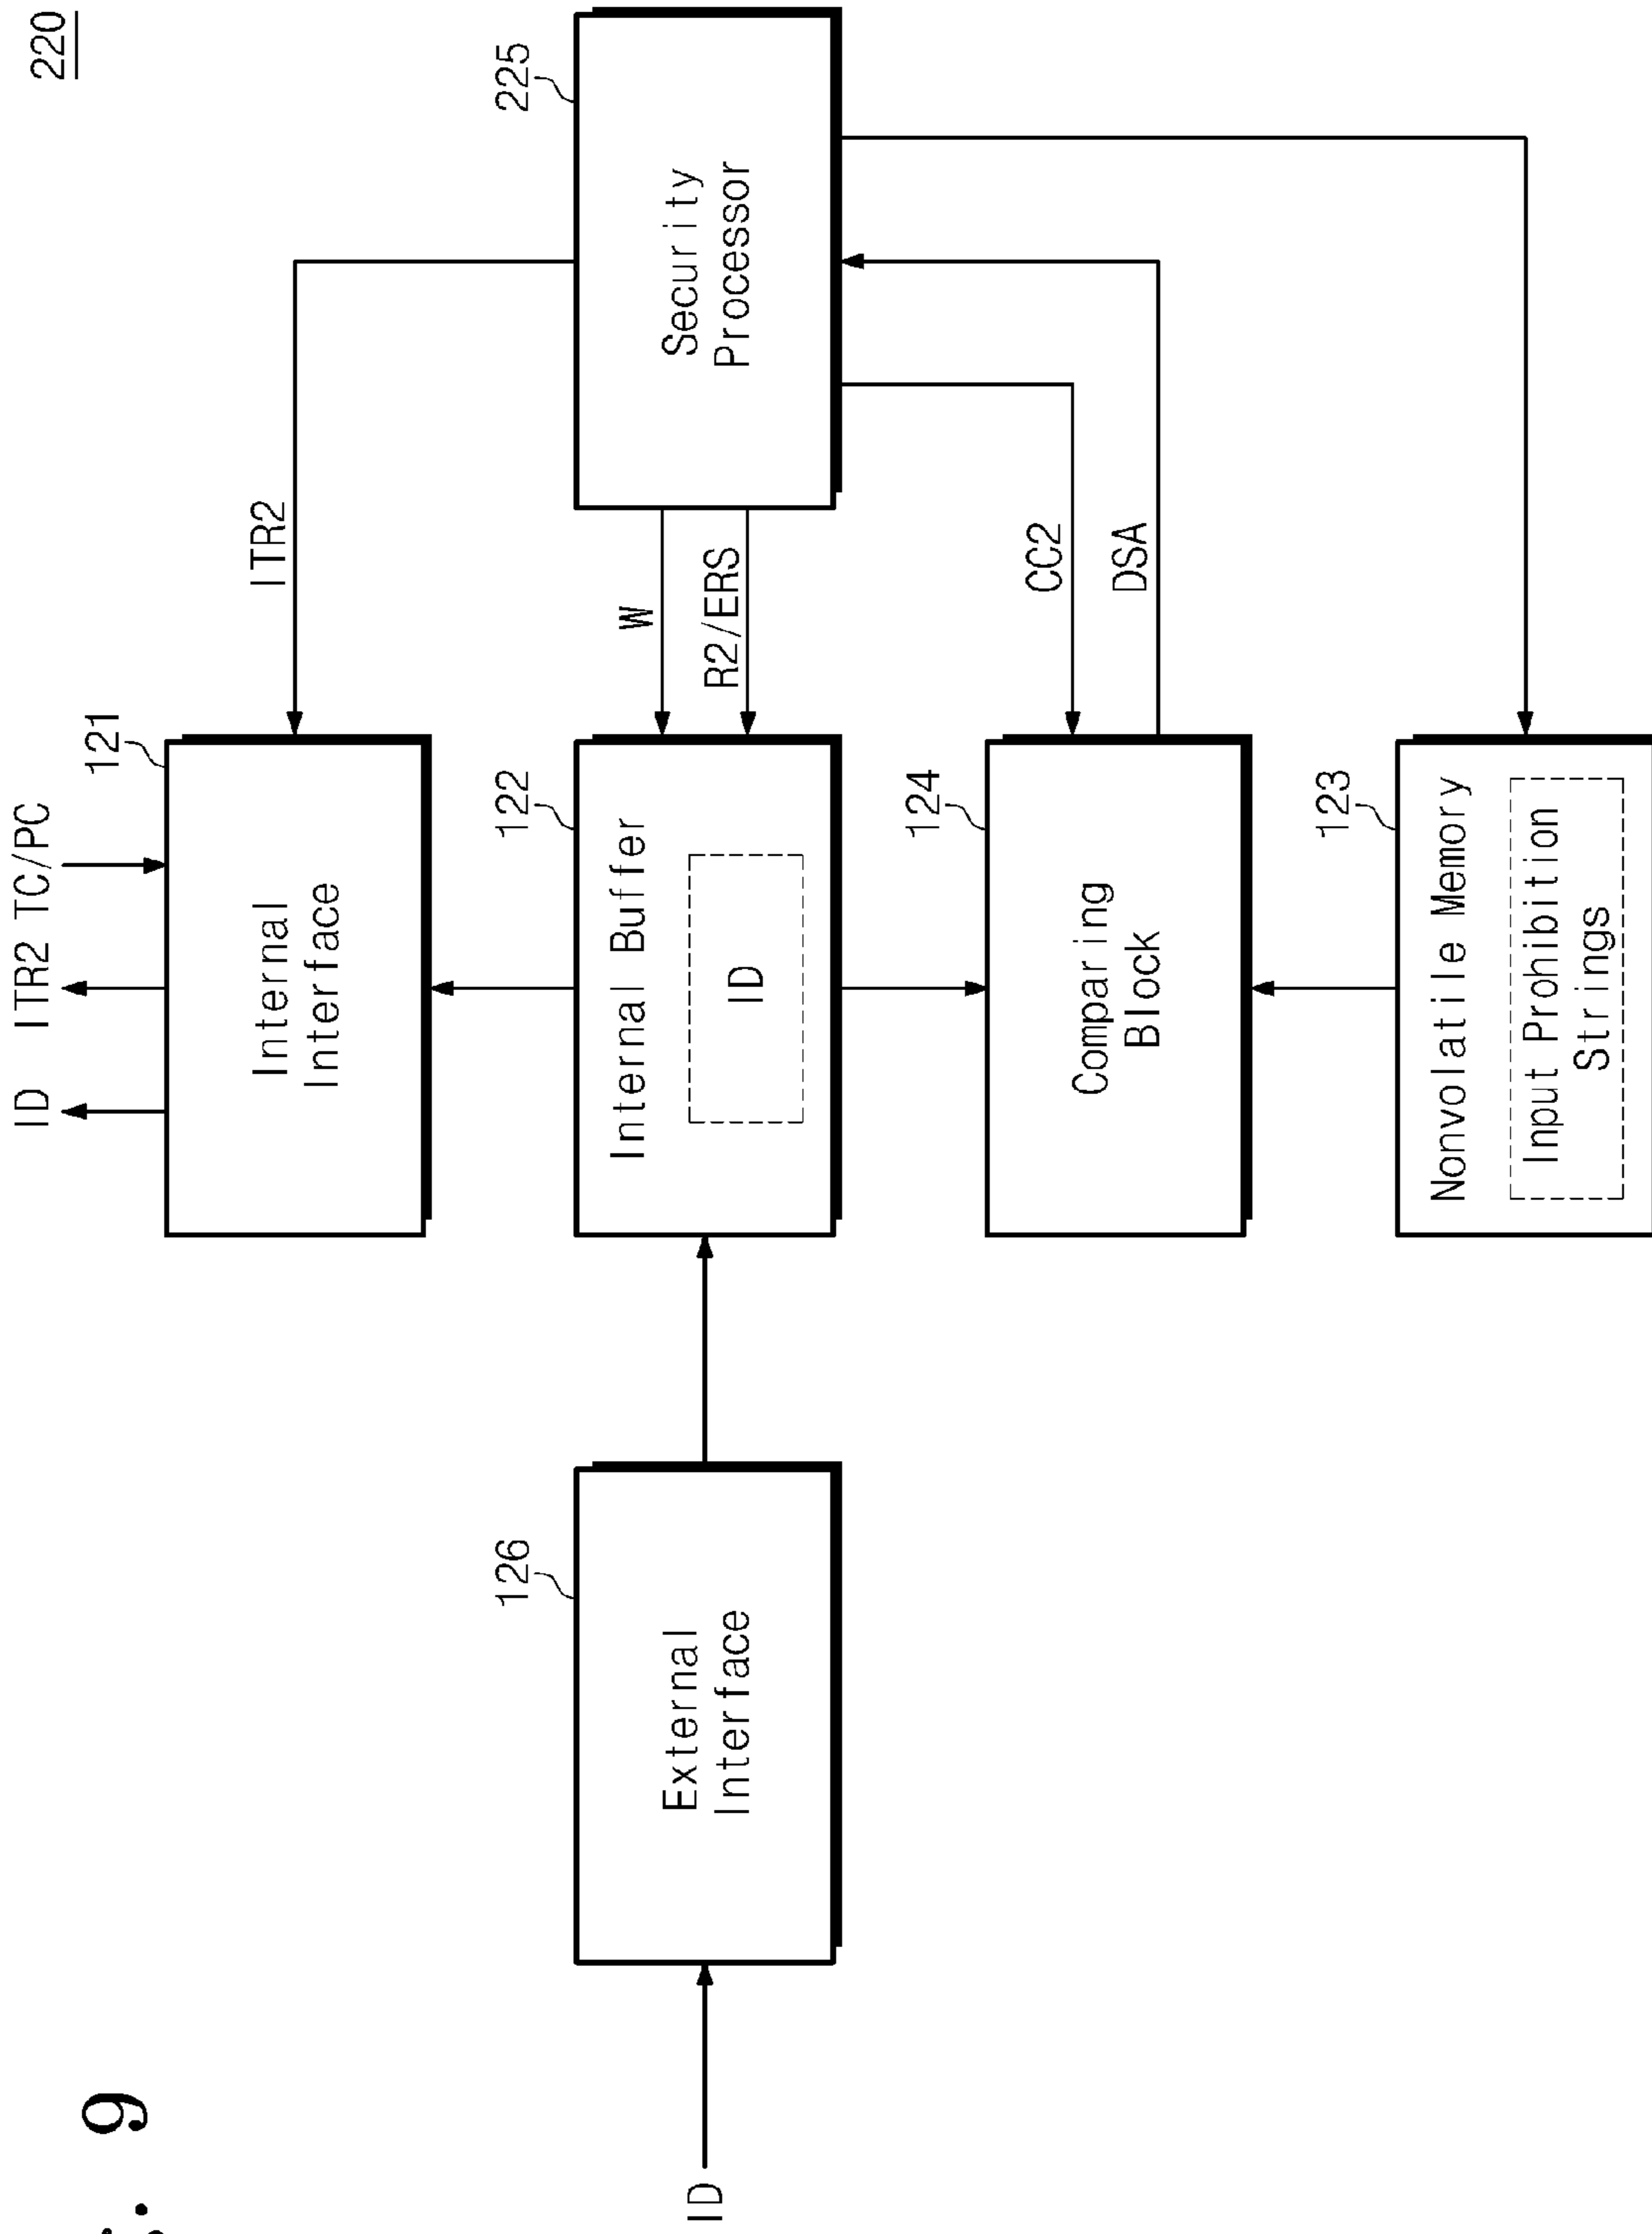 9
220
ID
ITR2
TC/PC
121
Internal
Interface
ITR2
225
Security
Processor
126
External
Interface
ID
122
Internal Buffer
ID
W
R2/ERS
124
Comparing
Block
CC2
DSA
123
Nonvolatile Memory
Input Prohibition
Strings